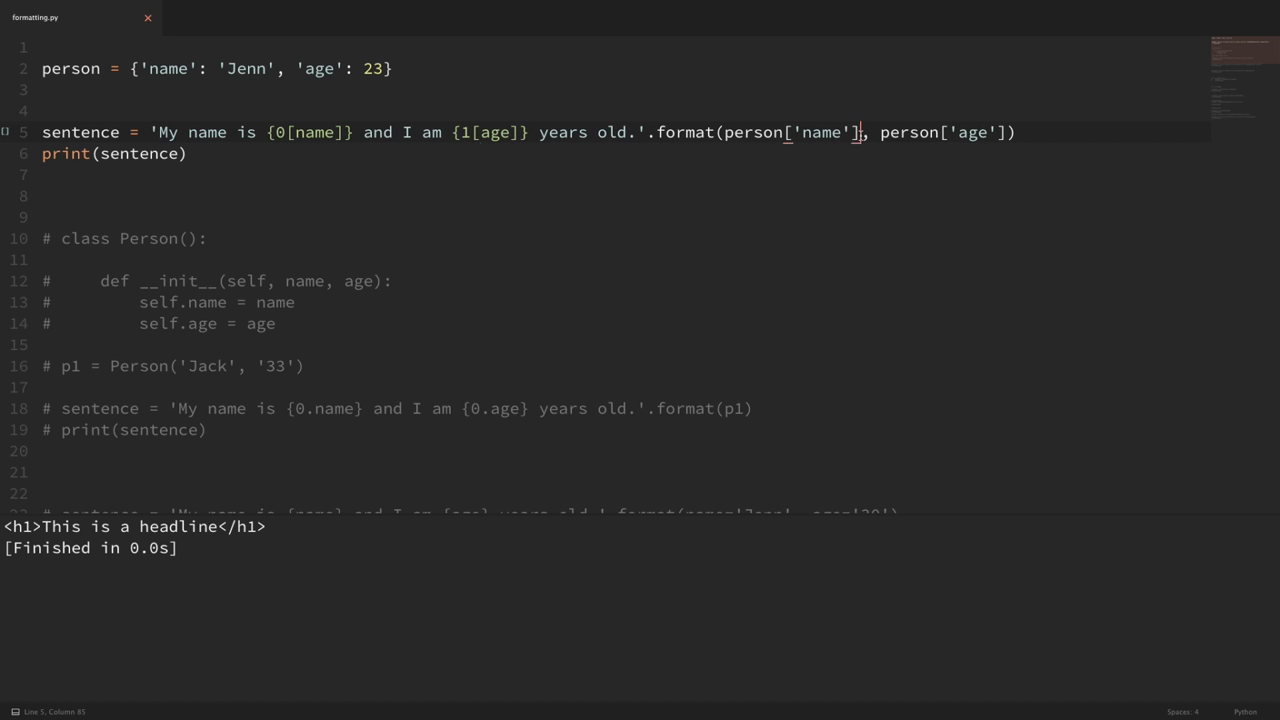 formatting.py
1
2 person = {'name': 'Jenn', 'age': 23}
3
4
5 sentence = 'My name is {0[name]} and I am {1[age]} years old.'.format(person['name'], person['age'])
6 print(sentence)
7
8
9
10 # class Person():
11
12 #     def __init__(self, name, age):
13 #         self.name = name
14 #         self.age = age
15
16 # p1 = Person('Jack', '33')
17
18 # sentence = 'My name is {0.name} and I am {0.age} years old.'.format(p1)
19 # print(sentence)
20
21
22
<h1>This is a headline</h1>
[Finished in 0.0s]
Line 5, Column 85
Spaces: 4
Python